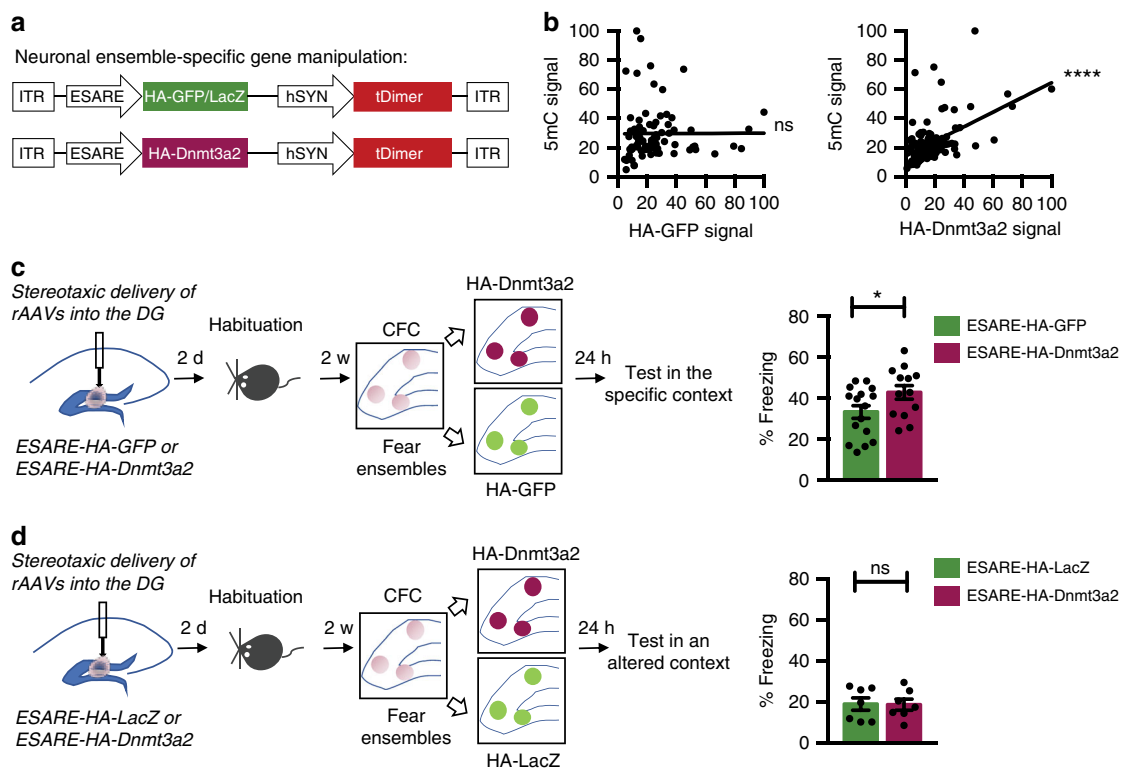 a
Neuronal ensemble-specific gene manipulation:
ITR ESARE HA-GFP/LacZ hSYN tDimer ITR
ITR ESARE HA-Dnmt3a2 hSYN tDimer ITR
b
5mC signal
100
80
60
40
20
0
0 20 40 60 80 100
HA-GFP signal
ns
5mC signal
100
80
60
40
20
0
0 20 40 60 80 100
HA-Dnmt3a2 signal
****
c
Stereotaxic delivery of
rAAVs into the DG
ESARE-HA-GFP or
ESARE-HA-Dnmt3a2
2 d
Habituation
2 w
CFC
Fear
ensembles
HA-Dnmt3a2
HA-GFP
24 h
Test in the
specific context
% Freezing
80
60
40
20
0
*
ESARE-HA-GFP
ESARE-HA-Dnmt3a2
d
Stereotaxic delivery of
rAAVs into the DG
ESARE-HA-LacZ or
ESARE-HA-Dnmt3a2
2 d
Habituation
2 w
CFC
Fear
ensembles
HA-Dnmt3a2
HA-LacZ
24 h
Test in an
altered context
% Freezing
80
60
40
20
0
ns
ESARE-HA-LacZ
ESARE-HA-Dnmt3a2